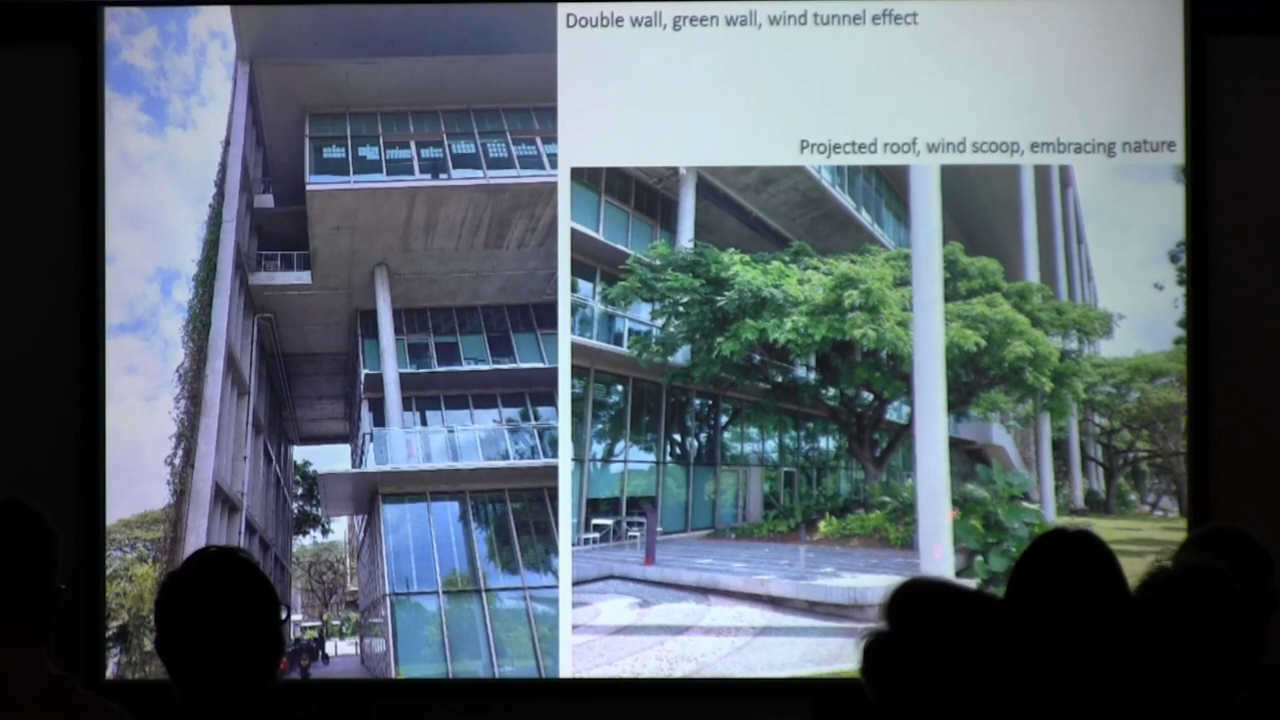 Double wall, green wall, wind tunnel effect
Projected roof, wind scoop, embracing nature